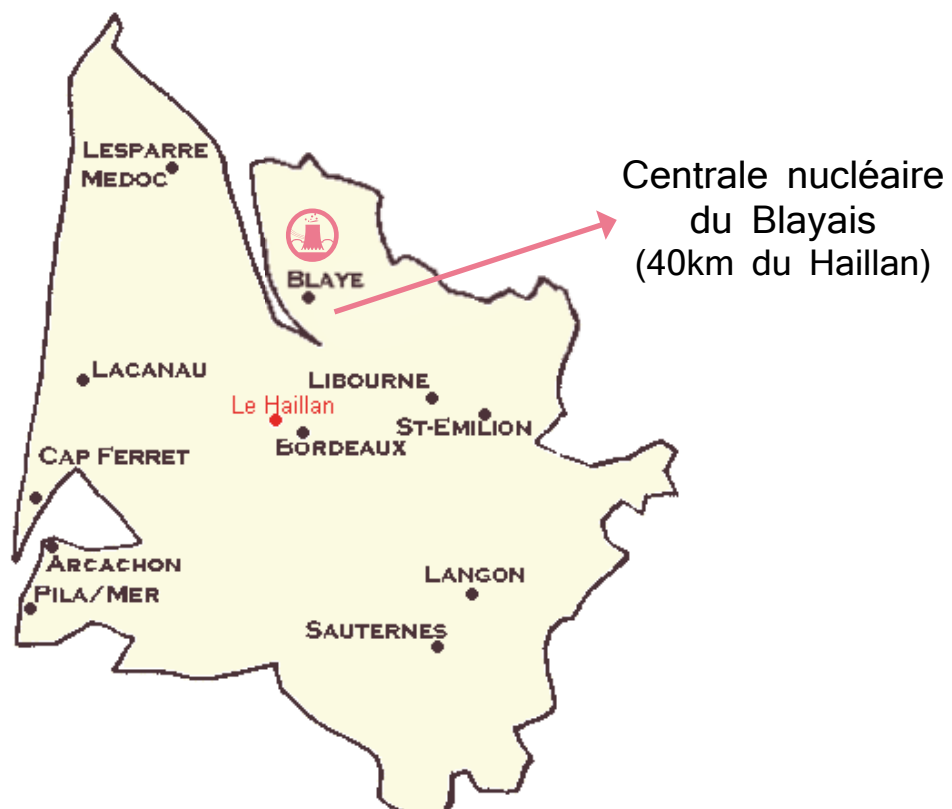 LESPARRE
MEDOC
Centrale nucléaire
du Blayais
(40km du Haillan)
BLAYE
LACANAU
LIBOURNE
Le Haillan
ST-EMILION
BORDEAUX
CAP FERRET
ARCACHON
PILA/MER
LANGON
SAUTERNES